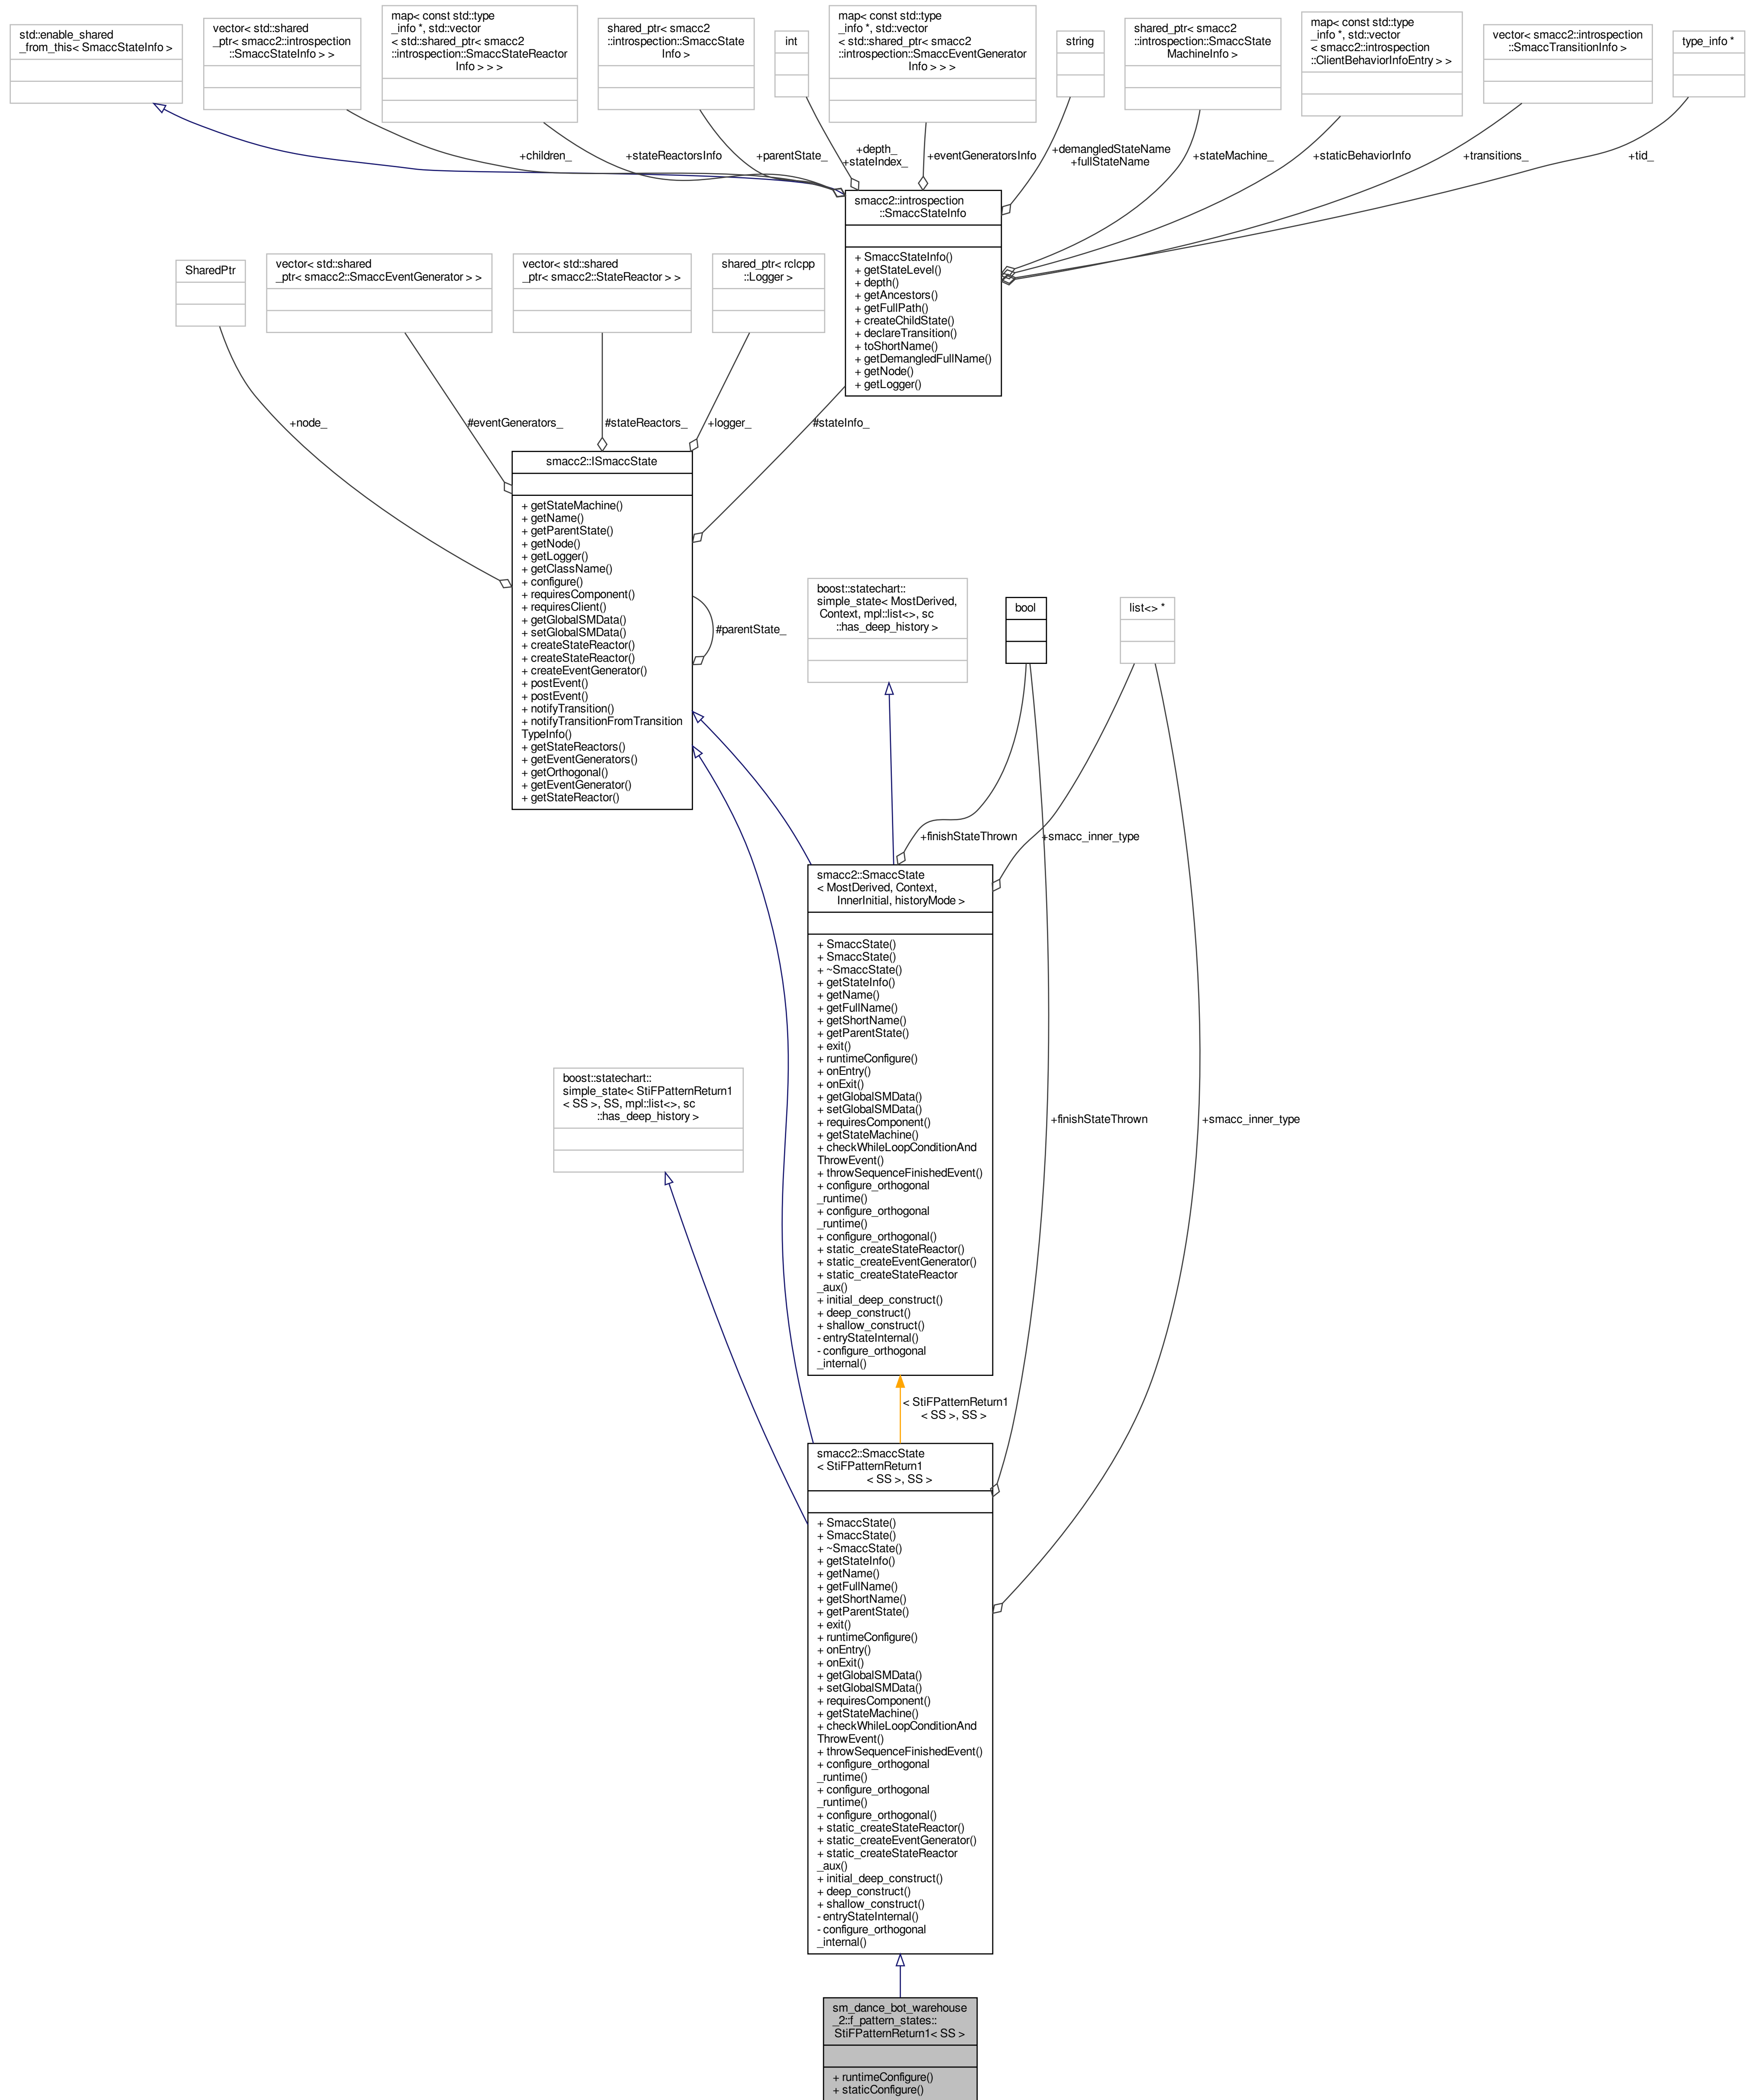 std::enable_shared
_from_this< SmaccStateInfo >
vector< std::shared
_ptr< smacc2::introspection
::SmaccStateInfo > >
map< const std::type
_info *, std::vector
< std::shared_ptr< smacc2
::introspection::SmaccStateReactor
Info > > >
shared_ptr< smacc2
::introspection::SmaccState
Info >
int
map< const std::type
_info *, std::vector
< std::shared_ptr< smacc2
::introspection::SmaccEventGenerator
Info > > >
string
shared_ptr< smacc2
::introspection::SmaccState
MachineInfo >
map< const std::type
_info *, std::vector
< smacc2::introspection
::ClientBehaviorInfoEntry > >
vector< smacc2::introspection
::SmaccTransitionInfo >
type_info *
+children_
+stateReactorsInfo
+parentState_
+depth_
+stateIndex_
+eventGeneratorsInfo
+demangledStateName
+fullStateName
+stateMachine_
+staticBehaviorInfo
+transitions_
+tid_
smacc2::introspection
::SmaccStateInfo
+ SmaccStateInfo()
+ getStateLevel()
+ depth()
+ getAncestors()
+ getFullPath()
+ createChildState()
+ declareTransition()
+ toShortName()
+ getDemangledFullName()
+ getNode()
+ getLogger()
SharedPtr
vector< std::shared
_ptr< smacc2::SmaccEventGenerator > >
vector< std::shared
_ptr< smacc2::StateReactor > >
shared_ptr< rclcpp
::Logger >
+node_
#eventGenerators_
#stateReactors_
+logger_
#stateInfo_
smacc2::ISmaccState
+ getStateMachine()
+ getName()
+ getParentState()
+ getNode()
+ getLogger()
+ getClassName()
+ configure()
+ requiresComponent()
+ requiresClient()
+ getGlobalSMData()
+ setGlobalSMData()
+ createStateReactor()
+ createStateReactor()
+ createEventGenerator()
+ postEvent()
+ postEvent()
+ notifyTransition()
+ notifyTransitionFromTransition
TypeInfo()
+ getStateReactors()
+ getEventGenerators()
+ getOrthogonal()
+ getEventGenerator()
+ getStateReactor()
#parentState_
boost::statechart::
simple_state< MostDerived,
Context, mpl::list<>, sc
::has_deep_history >
bool
list<> *
+finishStateThrown
+smacc_inner_type
smacc2::SmaccState
< MostDerived, Context,
InnerInitial, historyMode >
+ SmaccState()
+ SmaccState()
+ ~SmaccState()
+ getStateInfo()
+ getName()
+ getFullName()
+ getShortName()
+ getParentState()
+ exit()
+ runtimeConfigure()
+ onEntry()
+ onExit()
+ getGlobalSMData()
+ setGlobalSMData()
+ requiresComponent()
+ getStateMachine()
+ checkWhileLoopConditionAnd
ThrowEvent()
+ throwSequenceFinishedEvent()
+ configure_orthogonal
_runtime()
+ configure_orthogonal
_runtime()
+ configure_orthogonal()
+ static_createStateReactor()
+ static_createEventGenerator()
+ static_createStateReactor
_aux()
+ initial_deep_construct()
+ deep_construct()
+ shallow_construct()
- entryStateInternal()
- configure_orthogonal
_internal()
boost::statechart::
simple_state< StiFPatternReturn1
< SS >, SS, mpl::list<>, sc
::has_deep_history >
+finishStateThrown
+smacc_inner_type
< StiFPatternReturn1
< SS >, SS >
smacc2::SmaccState
< StiFPatternReturn1
< SS >, SS >
+ SmaccState()
+ SmaccState()
+ ~SmaccState()
+ getStateInfo()
+ getName()
+ getFullName()
+ getShortName()
+ getParentState()
+ exit()
+ runtimeConfigure()
+ onEntry()
+ onExit()
+ getGlobalSMData()
+ setGlobalSMData()
+ requiresComponent()
+ getStateMachine()
+ checkWhileLoopConditionAnd
ThrowEvent()
+ throwSequenceFinishedEvent()
+ configure_orthogonal
_runtime()
+ configure_orthogonal
_runtime()
+ configure_orthogonal()
+ static_createStateReactor()
+ static_createEventGenerator()
+ static_createStateReactor
_aux()
+ initial_deep_construct()
+ deep_construct()
+ shallow_construct()
- entryStateInternal()
- configure_orthogonal
_internal()
sm_dance_bot_warehouse
_2::f_pattern_states::
StiFPatternReturn1< SS >
+ runtimeConfigure()
+ staticConfigure()